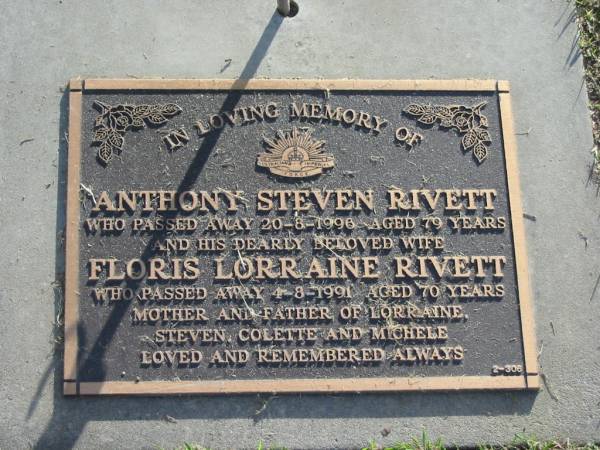 IN LOVING MEMORY OF
ANTHONY STEVEN RIVETT
WHO PASSED AWAY 20-8-1996 AGED 79 YEARS
AND HIS DEARLY BELOVED WIFE
FLORIS LORRAINE RIVETT
WHO PASSED AWAY 4-8-1991 AGED 70 YEARS
MOTHER AND FATHER OF LORRAINE,
STEVEN, COLETTE AND MICHELE
LOVED AND REMEMBERED ALWAYS
2-306